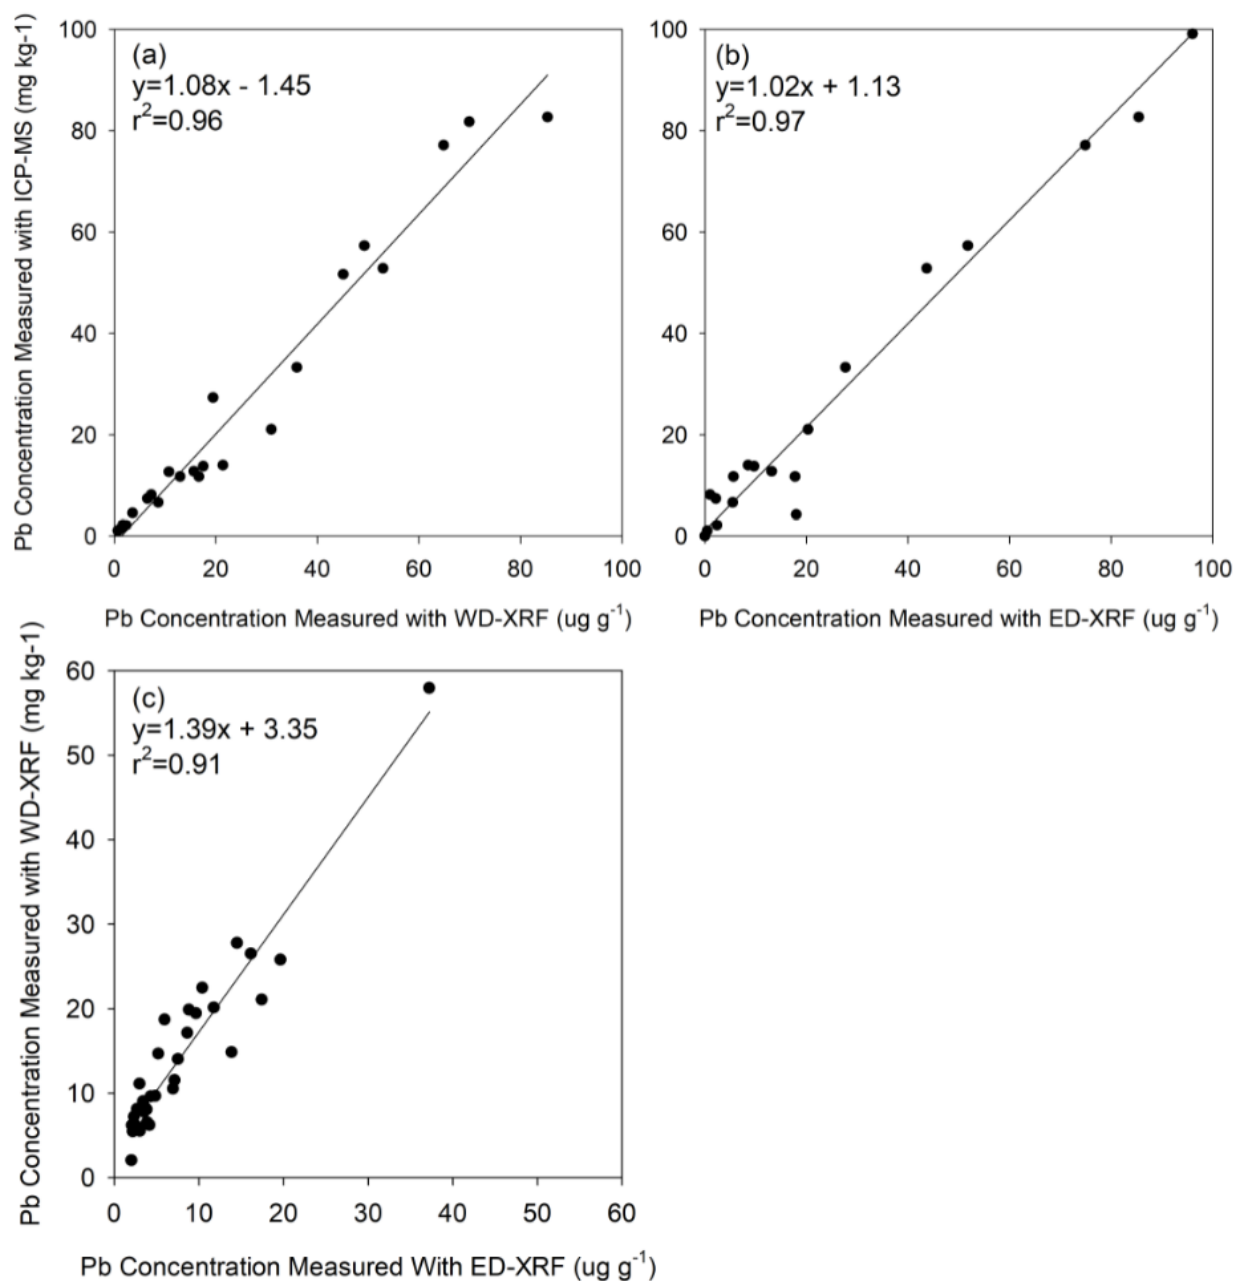 Pb Concentration Measured with ICP-MS (mg kg-1)
100
80
60
40
20
0
(a)
y=1.08x - 1.45
r²=0.96
0 20 40 60 80 100
Pb Concentration Measured with WD-XRF (ug g⁻¹)
100
80
60
40
20
0
(b)
y=1.02x + 1.13
r²=0.97
0 20 40 60 80 100
Pb Concentration Measured with ED-XRF (ug g⁻¹)
Pb Concentration Measured with WD-XRF (mg kg-1)
60
50
40
30
20
10
0
(c)
y=1.39x + 3.35
r²=0.91
0 10 20 30 40 50 60
Pb Concentration Measured With ED-XRF (ug g⁻¹)